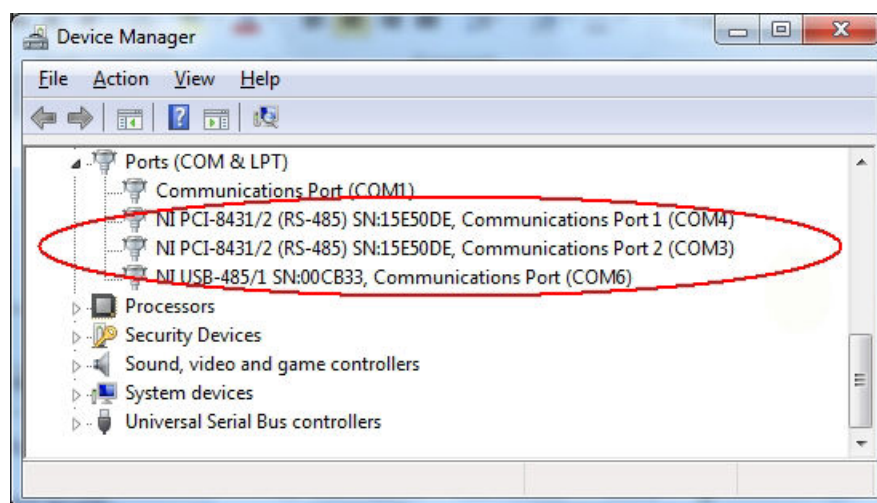 Device Manager
File Action View Help
Ports (COM & LPT)
Communications Port (COM1)
NI PCI-8431/2 (RS-485) SN:15E50DE, Communications Port 1 (COM4)
NI PCI-8431/2 (RS-485) SN:15E50DE, Communications Port 2 (COM3)
NI USB-485/1 SN:00CB33, Communications Port (COM6)
Processors
Security Devices
Sound, video and game controllers
System devices
Universal Serial Bus controllers